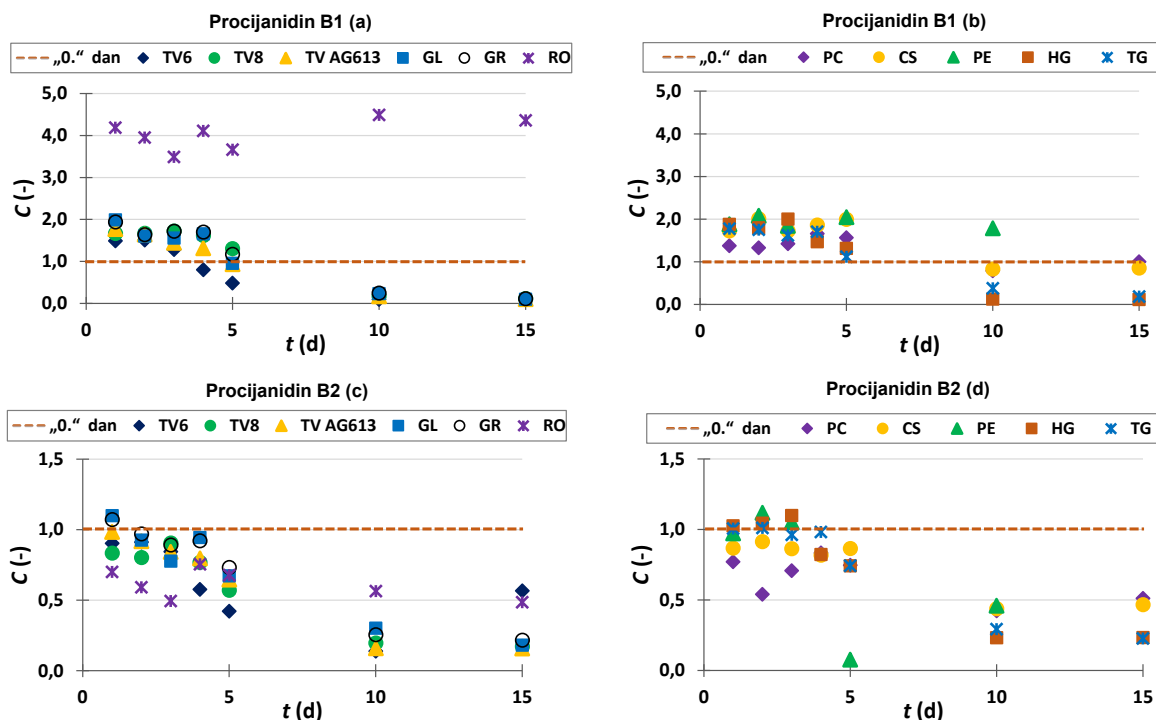 Procijanidin B1 (a)
„0.“ dan TV6 TV8 TV AG613 GL GR RO
5,0
4,0
3,0
2,0
1,0
0,0
C (-)
0 5 10 15
t (d)
Procijanidin B1 (b)
„0.“ dan PC CS PE HG TG
5,0
4,0
3,0
2,0
1,0
0,0
C (-)
0 5 10 15
t (d)
Procijanidin B2 (c)
„0.“ dan TV6 TV8 TV AG613 GL GR RO
1,5
1,0
0,5
0,0
C (-)
0 5 10 15
t (d)
Procijanidin B2 (d)
„0.“ dan PC CS PE HG TG
1,5
1,0
0,5
0,0
C (-)
0 5 10 15
t (d)